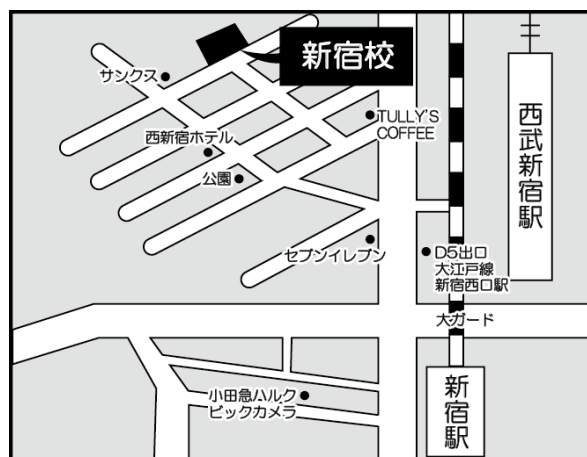 新宿校
サンクス
TULLY'S
COFFEE
西新宿ホテル
公園
西武新宿駅
セブンイレブン
D5出口
大江戸線
新宿西口駅
大ガード
小田急ハルク
ビックカメラ
新宿駅